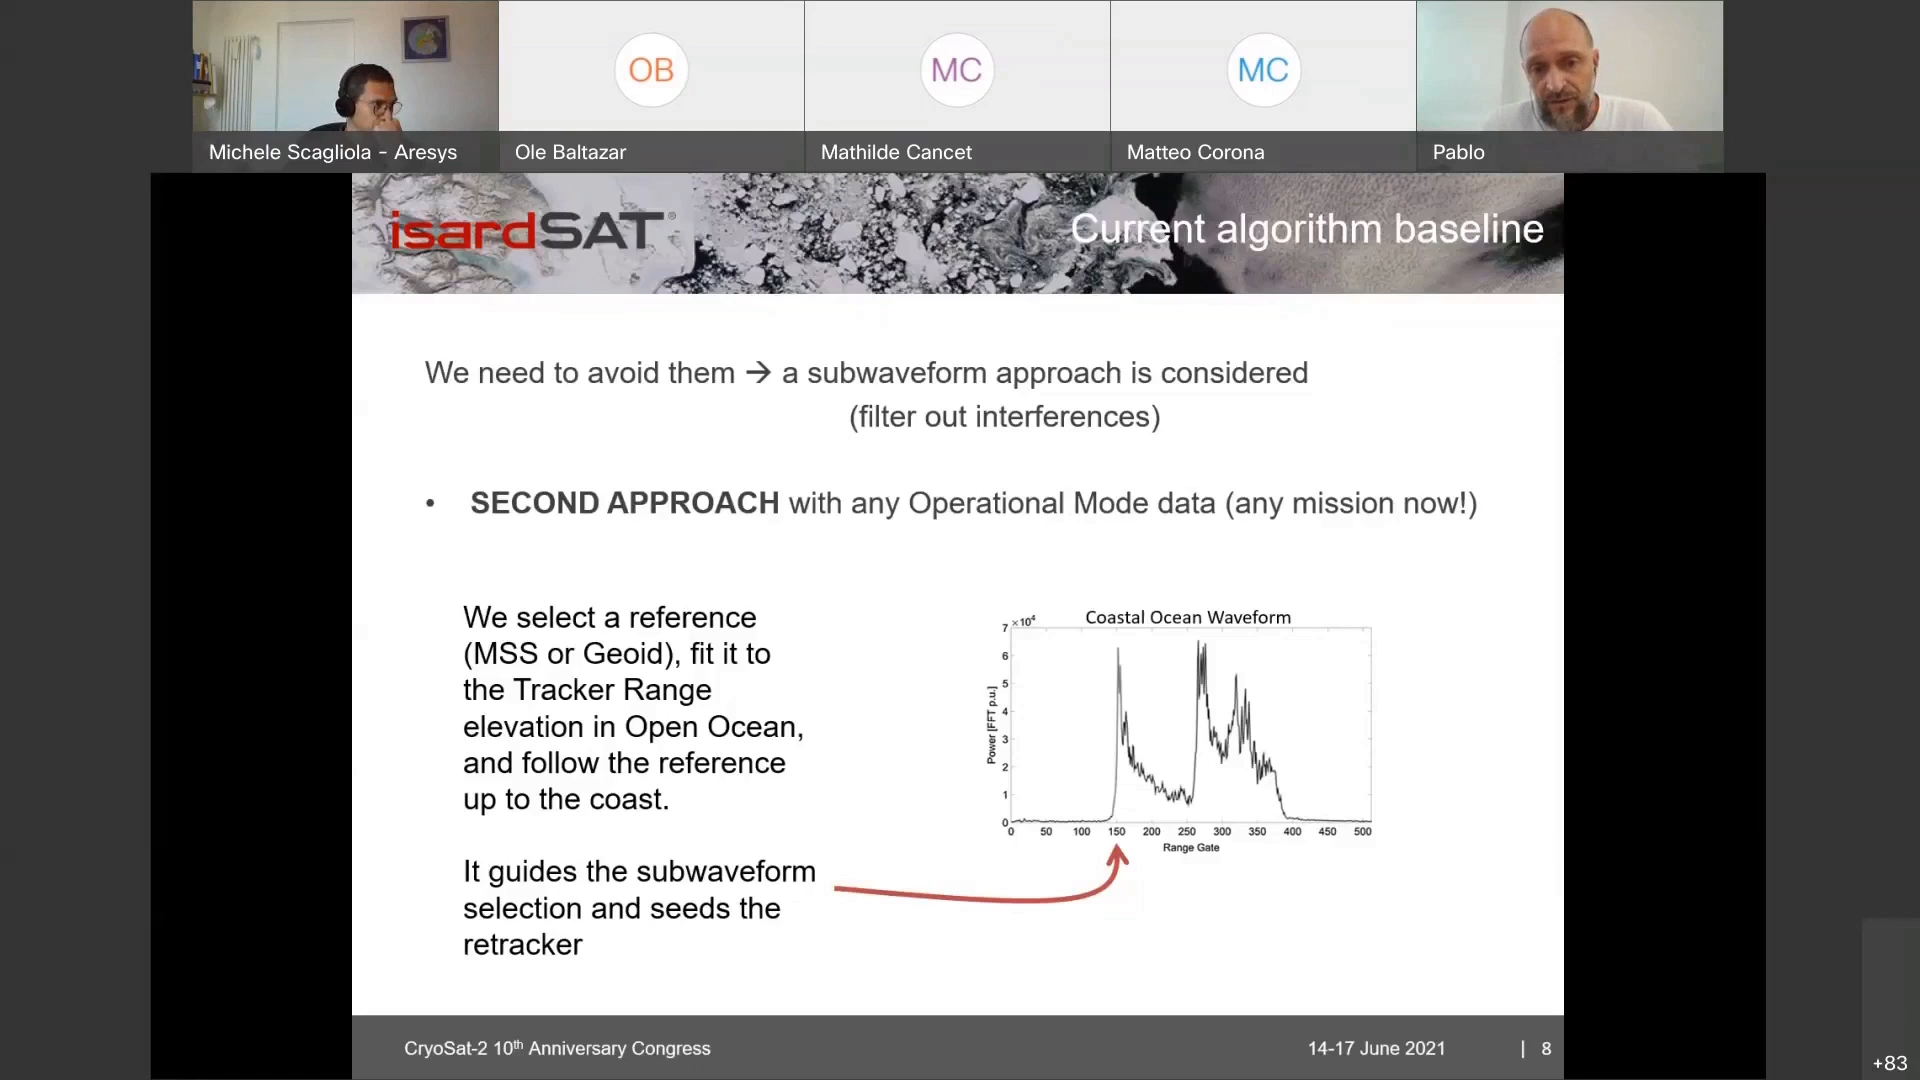 OB
MC
MC
Michele Scagliola - Aresys
Ole Baltazar
Mathilde Cancet
Matteo Corona
Pablo
isardSAT®
Current algorithm baseline
We need to avoid them → a subwaveform approach is considered
(filter out interferences)
• SECOND APPROACH with any Operational Mode data (any mission now!)
We select a reference
(MSS or Geoid), fit it to
the Tracker Range
elevation in Open Ocean,
and follow the reference
up to the coast.
It guides the subwaveform
selection and seeds the
retracker
Coastal Ocean Waveform
×10⁴
7
6
5
4
3
2
1
0
Power [FFT p.u.]
0 50 100 150 200 250 300 350 400 450 500
Range Gate
CryoSat-2 10th Anniversary Congress
14-17 June 2021
| 8
+83